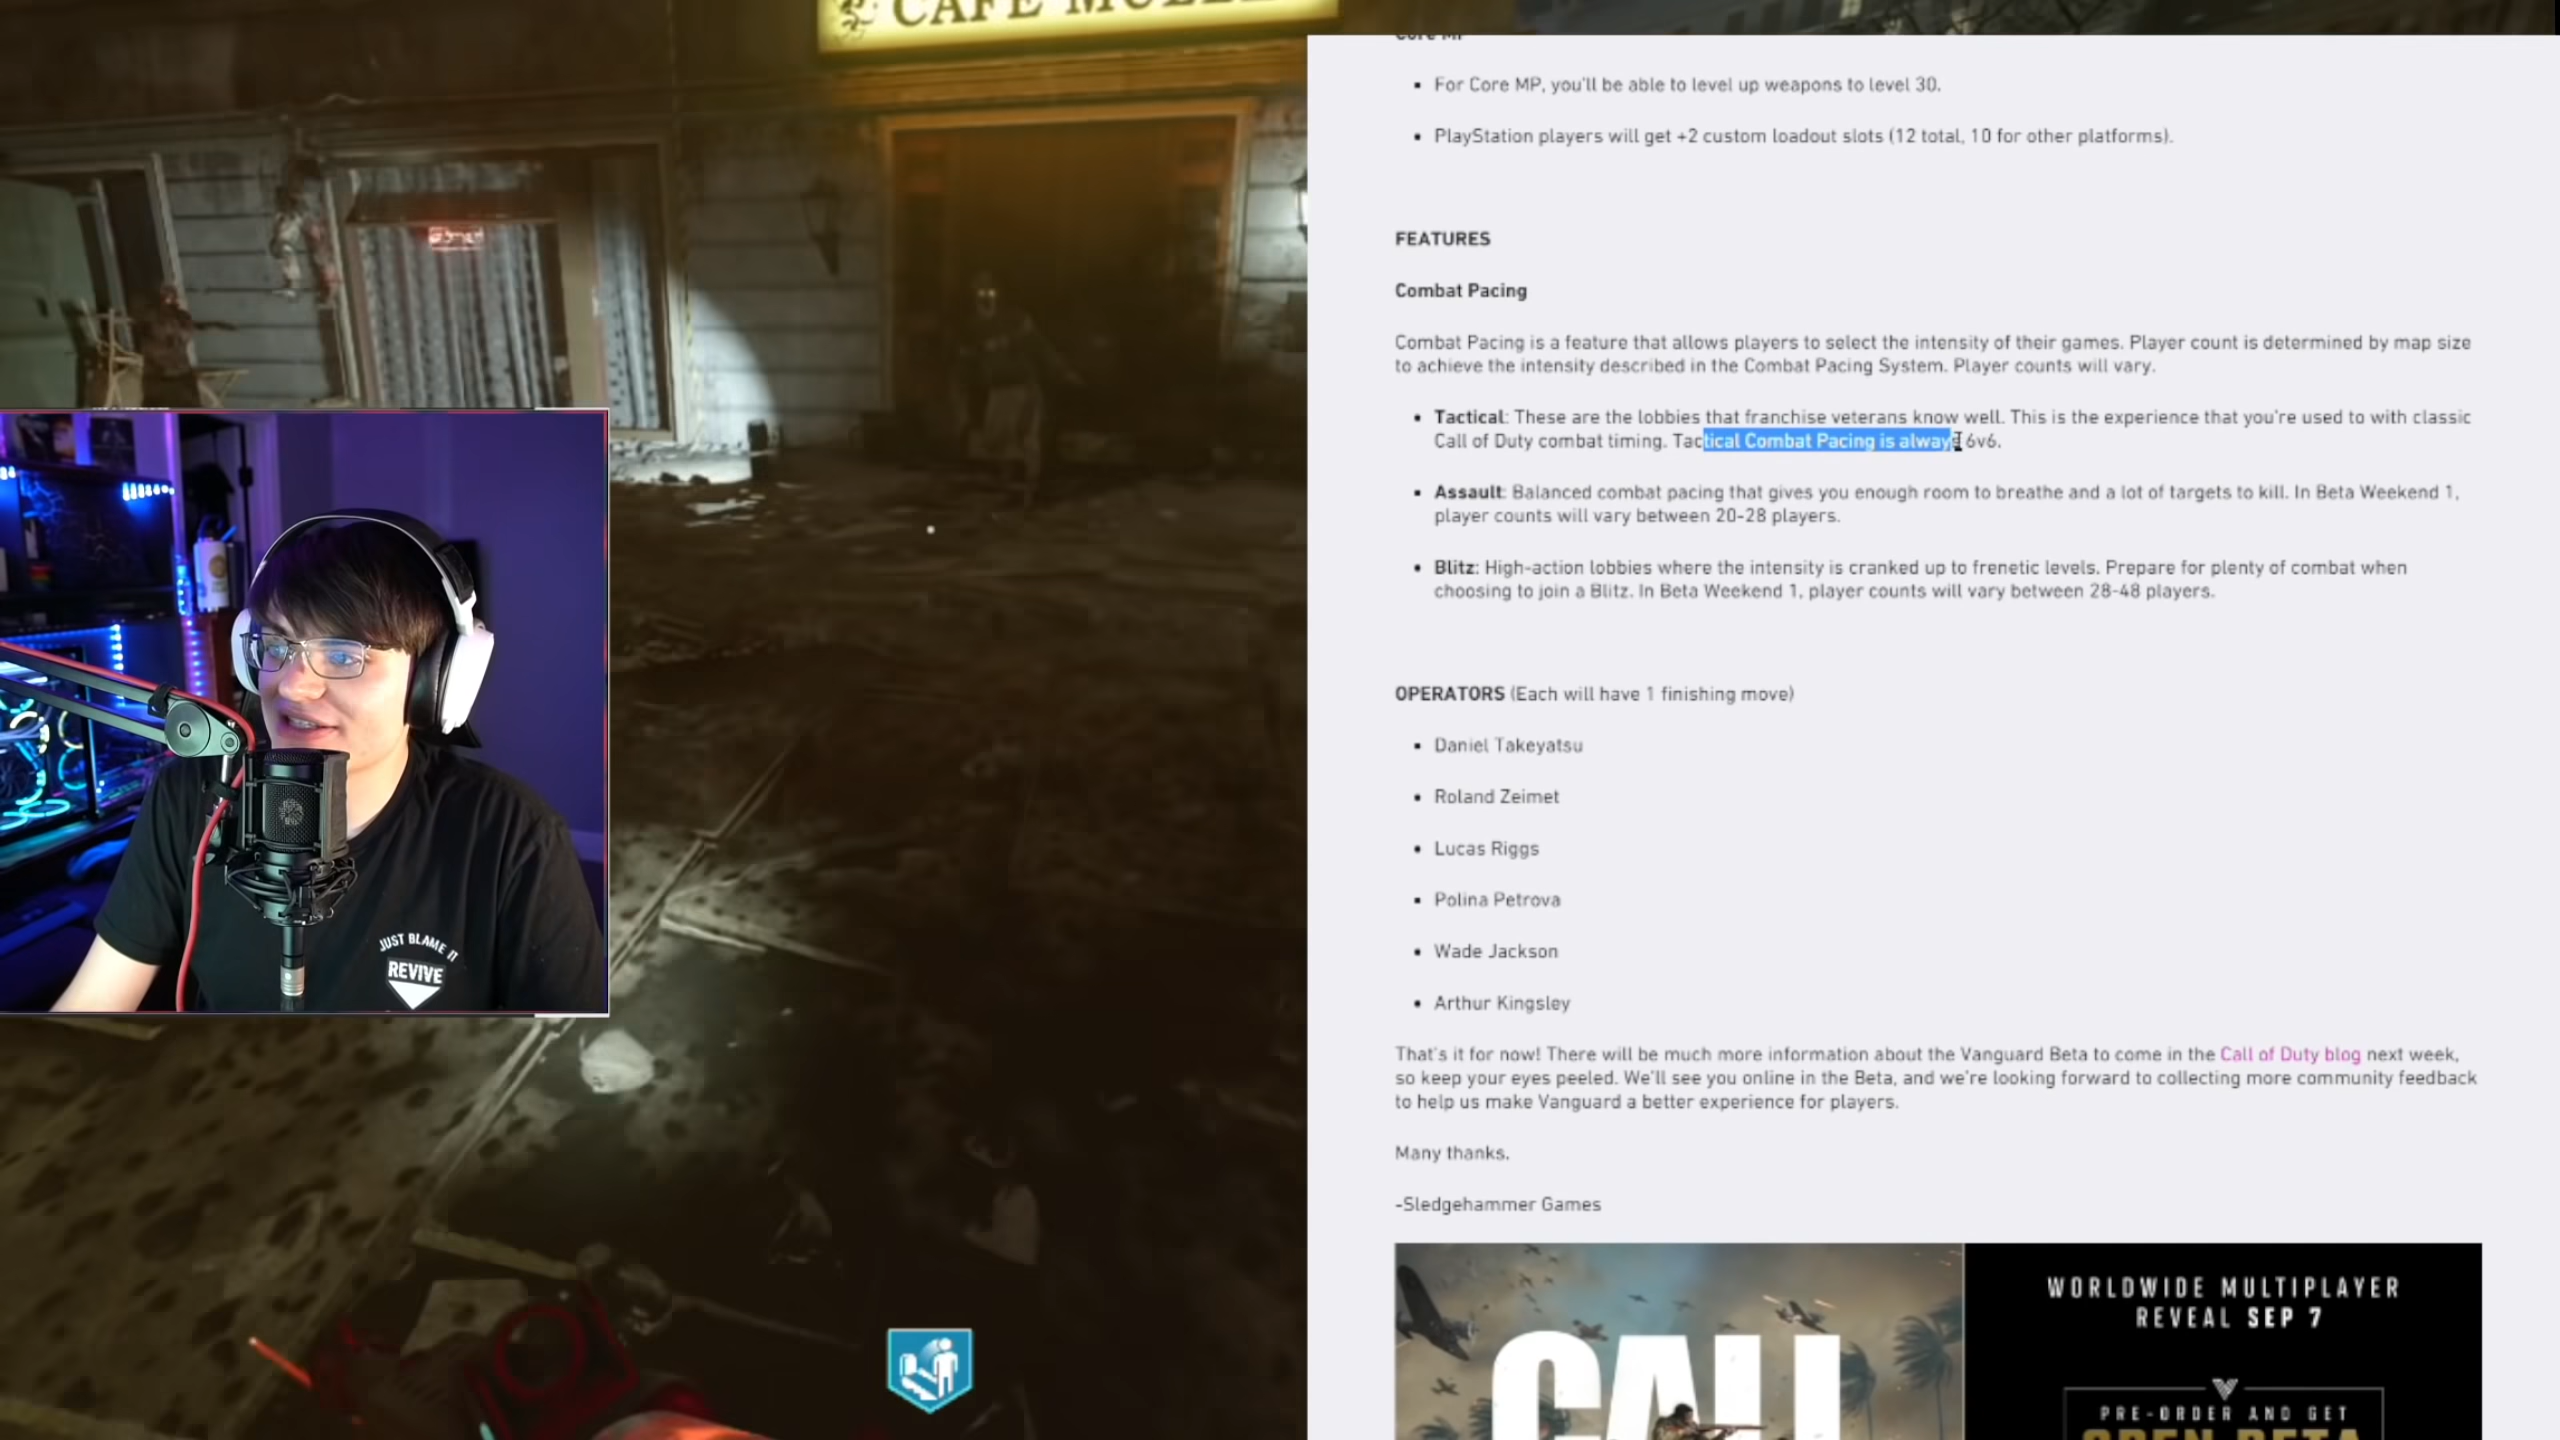 CAFE
Core MP
For Core MP, you'll be able to level up weapons to level 30.
PlayStation players will get +2 custom loadout slots (12 total, 10 for other platforms).
FEATURES
Combat Pacing
Combat Pacing is a feature that allows players to select the intensity of their games. Player count is determined by map size
to achieve the intensity described in the Combat Pacing System. Player counts will vary.
Tactical: These are the lobbies that franchise veterans know well. This is the experience that you're used to with classic
Call of Duty combat timing. Tactical Combat Pacing is always 6v6.
Assault: Balanced combat pacing that gives you enough room to breathe and a lot of targets to kill. In Beta Weekend 1,
player counts will vary between 20-28 players.
Blitz: High-action lobbies where the intensity is cranked up to frenetic levels. Prepare for plenty of combat when
choosing to join a Blitz. In Beta Weekend 1, player counts will vary between 28-48 players.
OPERATORS (Each will have 1 finishing move)
Daniel Takeyatsu
Roland Zeimet
Lucas Riggs
Polina Petrova
Wade Jackson
Arthur Kingsley
That's it for now! There will be much more information about the Vanguard Beta to come in the Call of Duty blog next week,
so keep your eyes peeled. We'll see you online in the Beta, and we're looking forward to collecting more community feedback
to help us make Vanguard a better experience for players.
Many thanks,
-Sledgehammer Games
CALL
WORLDWIDE MULTIPLAYER
REVEAL SEP 7
PRE-ORDER AND GET
OPEN BETA
JUST BLAME IT
REVIVE